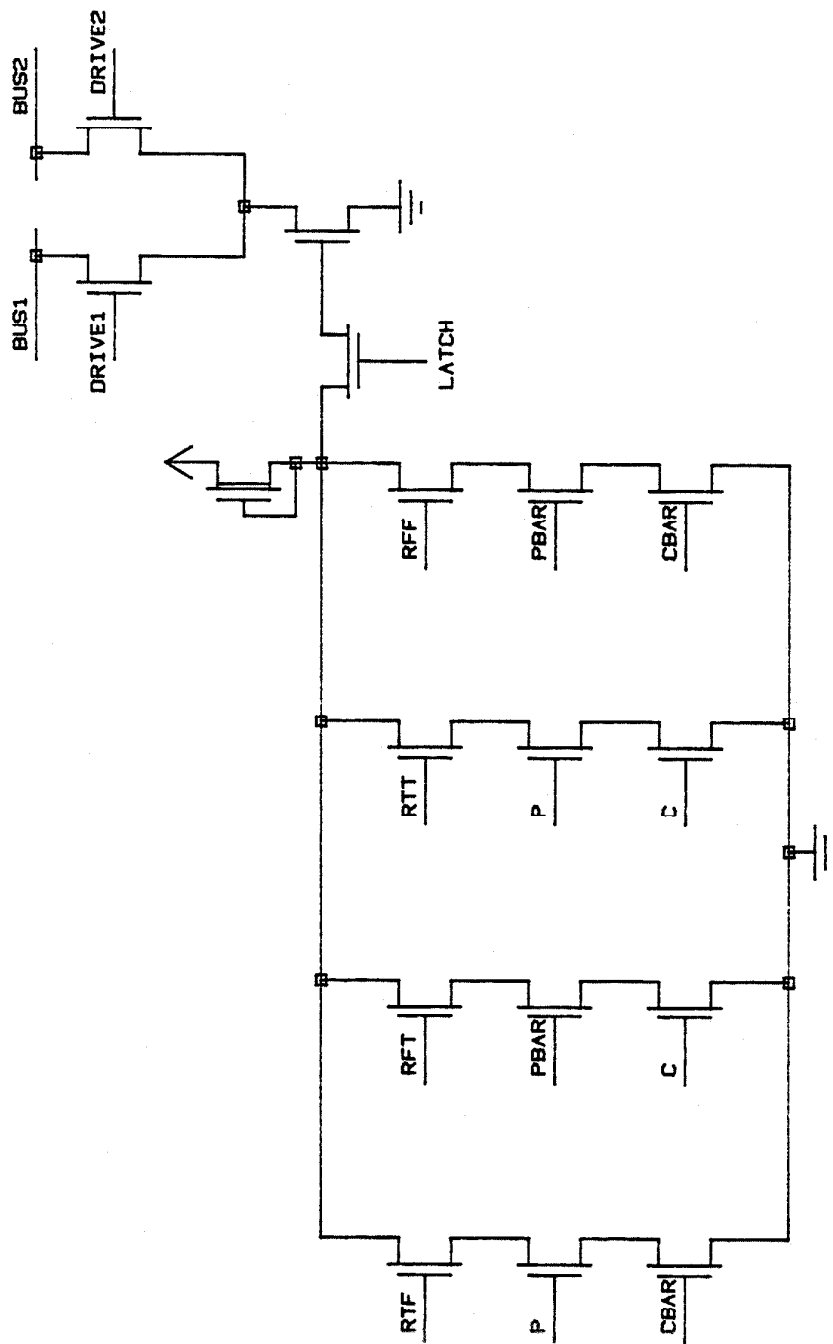 BUS2
DRIVE2
BUS1
DRIVE1
LATCH
RFF
PBAR
CBAR
RTT
P
C
RFT
PBAR
C
RTF
P
CBAR